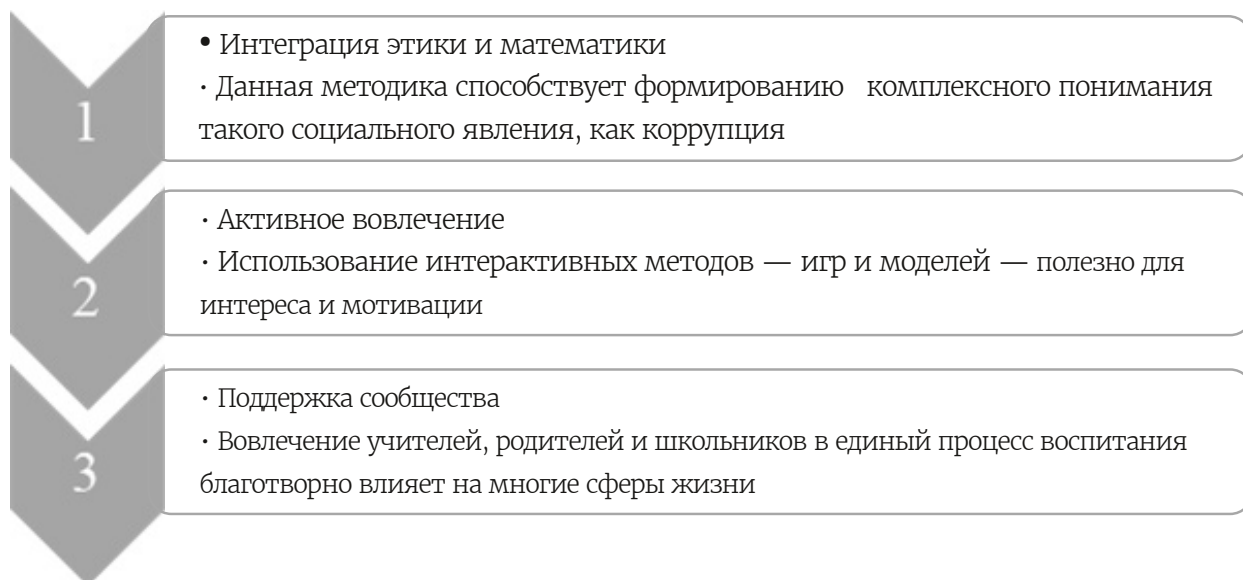 1
• Интеграция этики и математики
· Данная методика способствует формированию комплексного понимания
такого социального явления, как коррупция
2
· Активное вовлечение
· Использование интерактивных методов — игр и моделей — полезно для
интереса и мотивации
3
· Поддержка сообщества
· Вовлечение учителей, родителей и школьников в единый процесс воспитания
благотворно влияет на многие сферы жизни